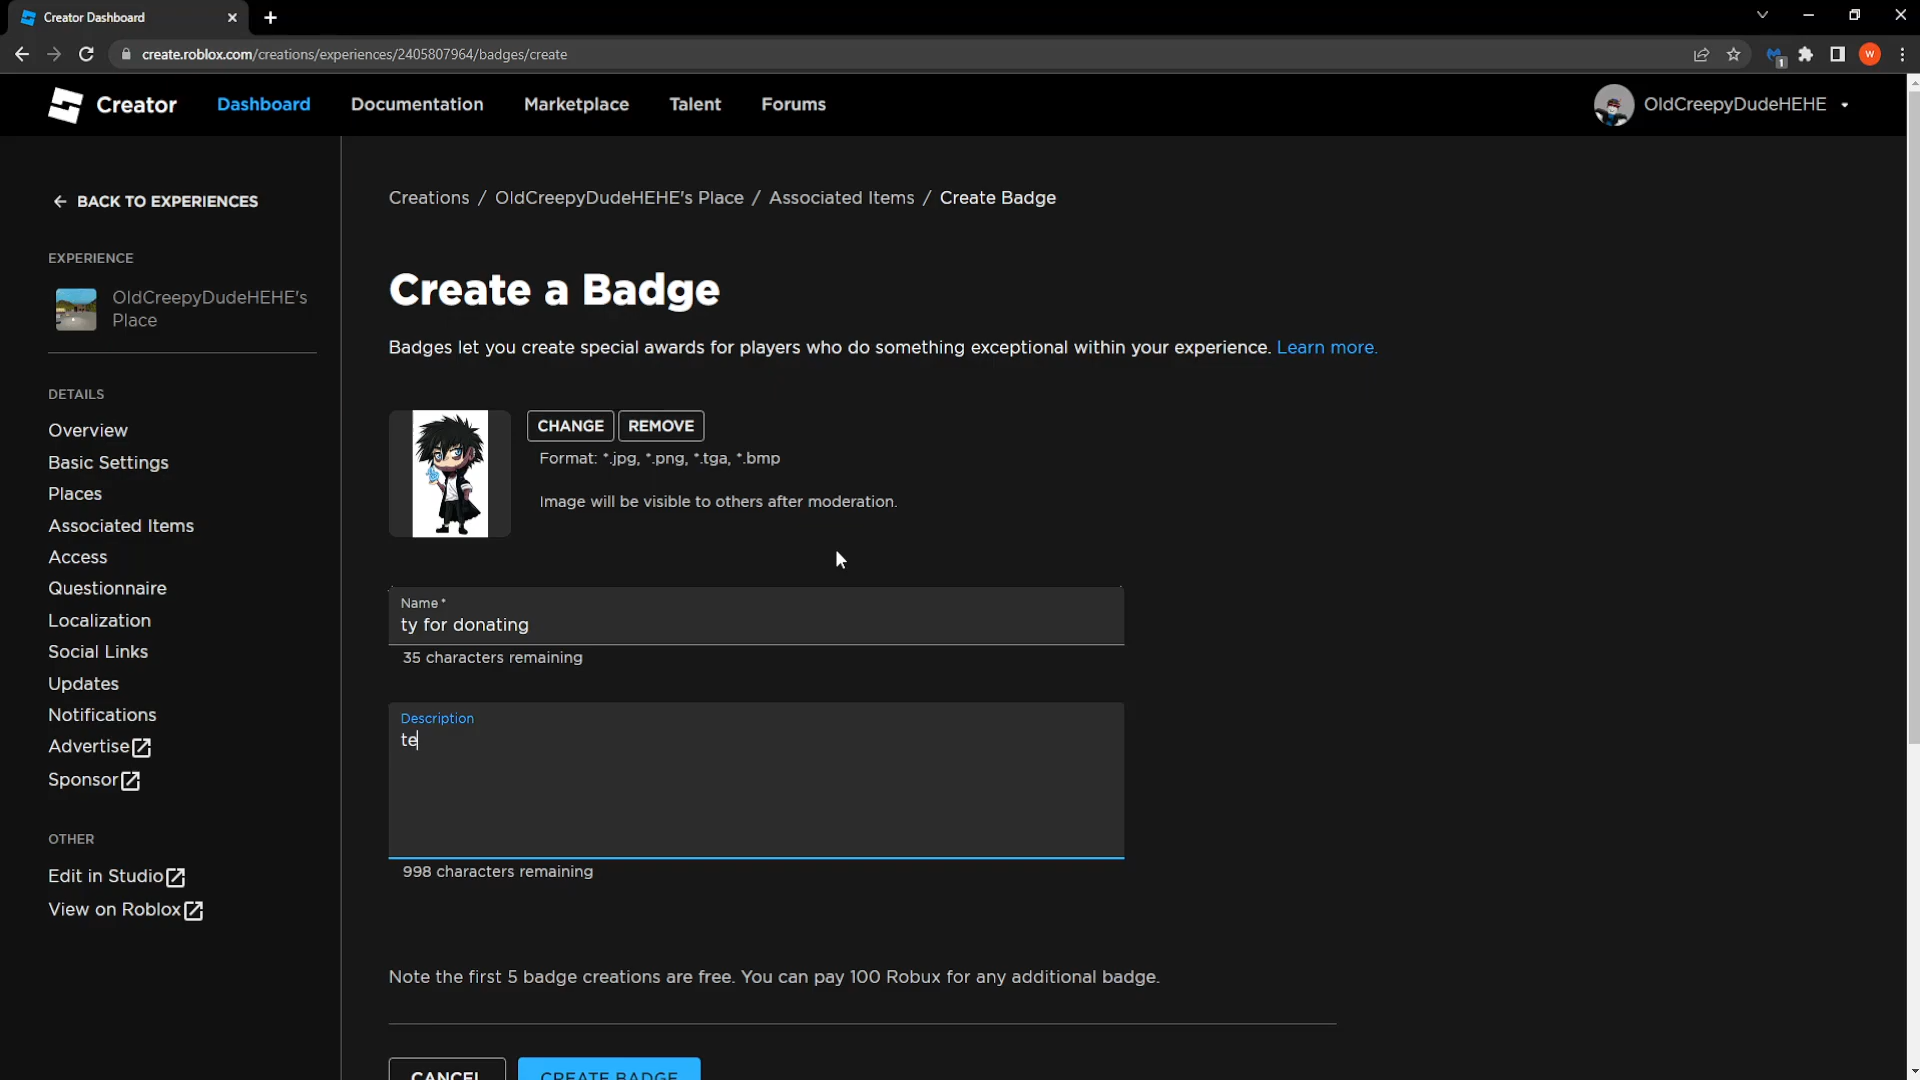 Creator Dashboard
create.roblox.com/creations/experiences/2405807964/badges/create
1
W
Creator
Dashboard
Documentation
Marketplace
Talent
Forums
OldCreepyDudeHEHE
BACK TO EXPERIENCES
EXPERIENCE
OldCreepyDudeHEHE's
Place
DETAILS
Overview
Basic Settings
Places
Associated Items
Access
Questionnaire
Localization
Social Links
Updates
Notifications
Advertise
Sponsor
OTHER
Edit in Studio
View on Roblox
Creations / OldCreepyDudeHEHE's Place / Associated Items / Create Badge
Create a Badge
Badges let you create special awards for players who do something exceptional within your experience. Learn more.
CHANGE
REMOVE
Format: *.jpg, *.png, *.tga, *.bmp
Image will be visible to others after moderation.
Name *
ty for donating
35 characters remaining
Description
te
998 characters remaining
Note the first 5 badge creations are free. You can pay 100 Robux for any additional badge.
CANCEL
CREATE BADGE